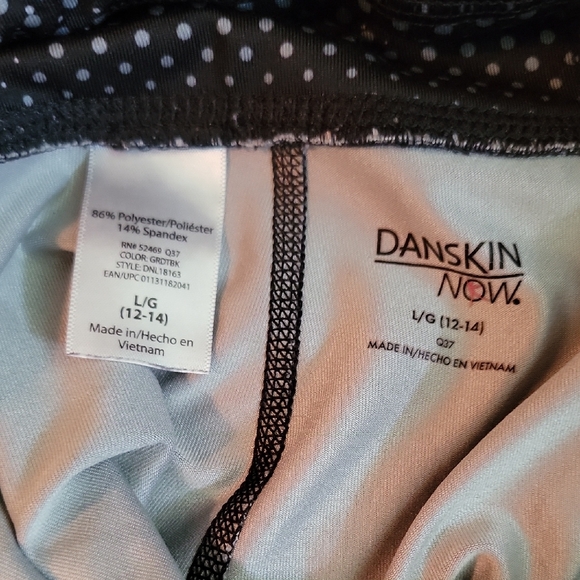 86% Polyester/Poliéster
14% Spandex
RN# 52469 Q37
COLOR: GRDTBK
STYLE: DNL18163
EAN/UPC 01131182041
L/G
(12-14)
Made in/Hecho en
Vietnam
DANSKIN
NOW.
L/G (12-14)
Q37
MADE IN/HECHO EN VIETNAM